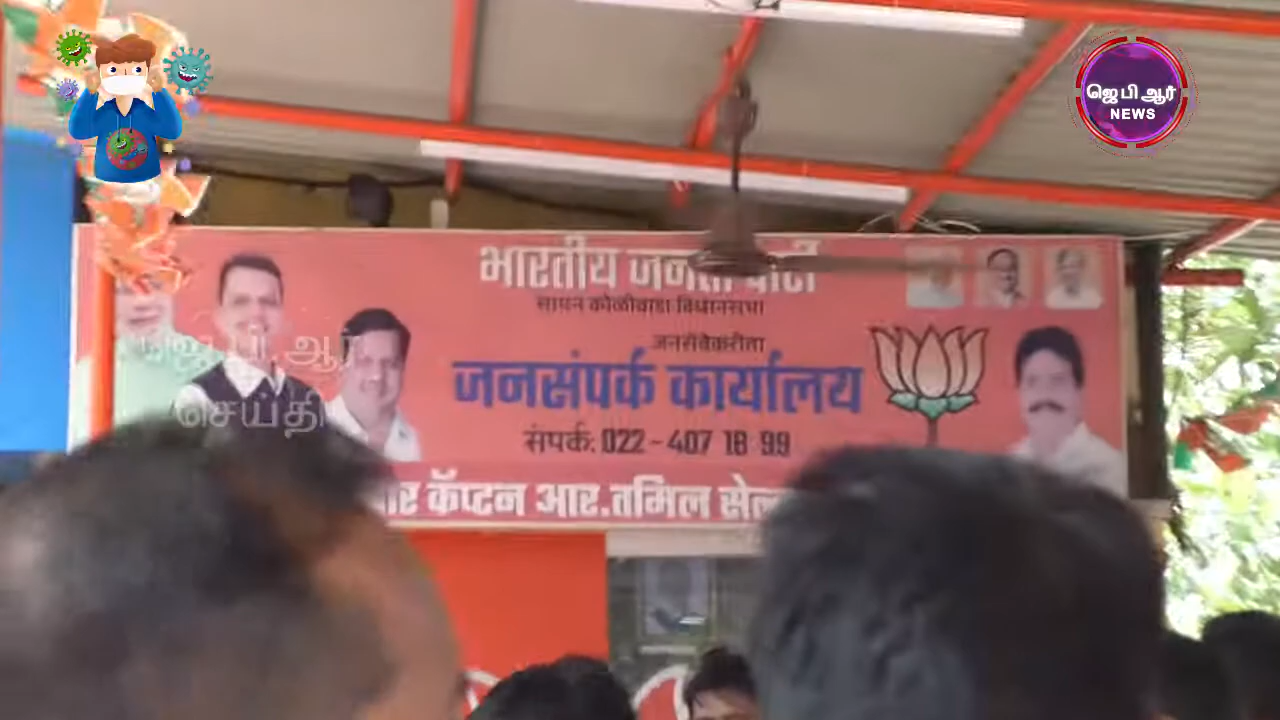 ஜெ பி ஆர்
NEWS
भारतीय जनता पार्टी
सायन कोळीवाडा विधानसभा
जनसेवेकरीता
जनसंपर्क कार्यालय
संपर्क: 022 - 407 18 99
कॅप्टन आर.तमिल
ஜெ.பி.ஆர்
செய்தி